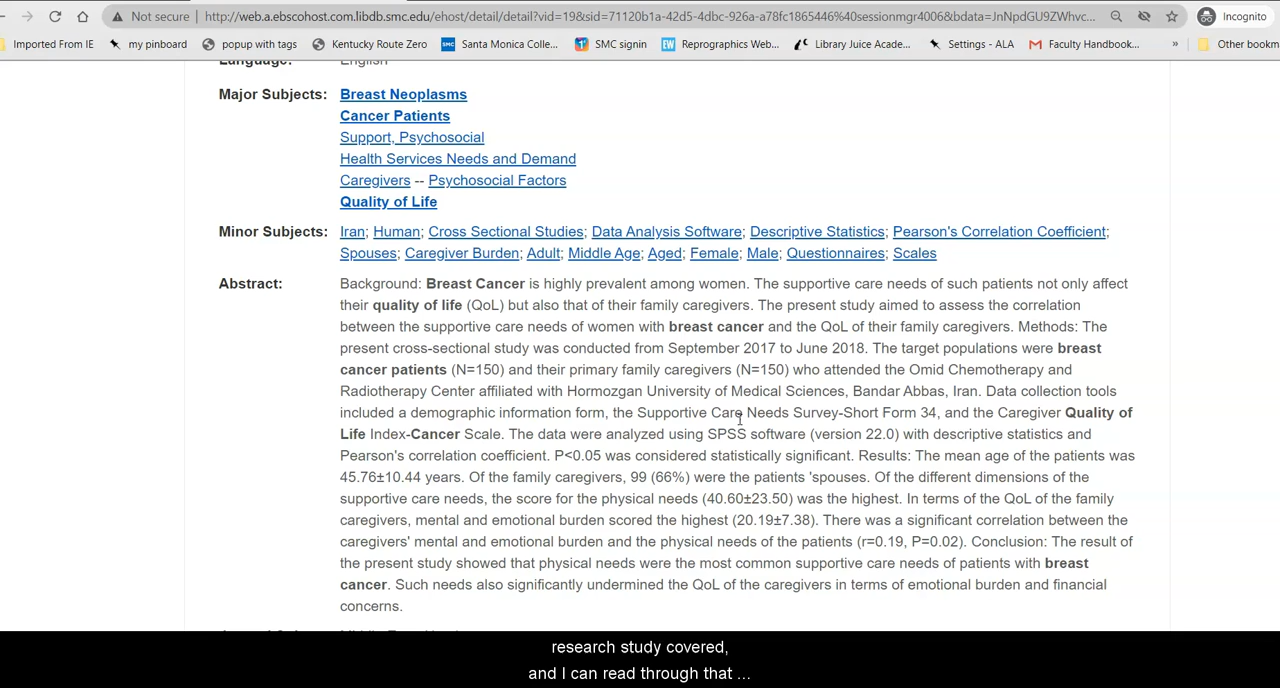 Not secure | http://web.a.ebscohost.com.libdb.smc.edu/ehost/detail/detail?vid=19&sid=71120b1a-42d5-4dbc-926a-a78fc1865446%40sessionmgr4006&bdata=JnNpdGU9ZWhvc... Incognito
Imported From IE my pinboard popup with tags Kentucky Route Zero SMC Santa Monica Colle... SMC signin EW Reprographics Web... Library Juice Acade... Settings - ALA Faculty Handbook... » Other bookm
Language: English
Major Subjects: Breast Neoplasms
Cancer Patients
Support, Psychosocial
Health Services Needs and Demand
Caregivers -- Psychosocial Factors
Quality of Life
Minor Subjects: Iran; Human; Cross Sectional Studies; Data Analysis Software; Descriptive Statistics; Pearson's Correlation Coefficient;
Spouses; Caregiver Burden; Adult; Middle Age; Aged; Female; Male; Questionnaires; Scales
Abstract: Background: Breast Cancer is highly prevalent among women. The supportive care needs of such patients not only affect
their quality of life (QoL) but also that of their family caregivers. The present study aimed to assess the correlation
between the supportive care needs of women with breast cancer and the QoL of their family caregivers. Methods: The
present cross-sectional study was conducted from September 2017 to June 2018. The target populations were breast
cancer patients (N=150) and their primary family caregivers (N=150) who attended the Omid Chemotherapy and
Radiotherapy Center affiliated with Hormozgan University of Medical Sciences, Bandar Abbas, Iran. Data collection tools
included a demographic information form, the Supportive Care Needs Survey-Short Form 34, and the Caregiver Quality of
Life Index-Cancer Scale. The data were analyzed using SPSS software (version 22.0) with descriptive statistics and
Pearson's correlation coefficient. P<0.05 was considered statistically significant. Results: The mean age of the patients was
45.76±10.44 years. Of the family caregivers, 99 (66%) were the patients 'spouses. Of the different dimensions of the
supportive care needs, the score for the physical needs (40.60±23.50) was the highest. In terms of the QoL of the family
caregivers, mental and emotional burden scored the highest (20.19±7.38). There was a significant correlation between the
caregivers' mental and emotional burden and the physical needs of the patients (r=0.19, P=0.02). Conclusion: The result of
the present study showed that physical needs were the most common supportive care needs of patients with breast
cancer. Such needs also significantly undermined the QoL of the caregivers in terms of emotional burden and financial
concerns.
research study covered,
and I can read through that ...